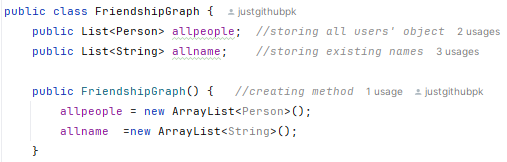 public class FriendshipGraph {  justgithubpk
    public List<Person> allpeople;  //storing all users' object  2 usages
    public List<String> allname;  //storing existing names  3 usages

    public FriendshipGraph() {   //creating method  1 usage  justgithubpk
        allpeople = new ArrayList<Person>();
        allname  =new ArrayList<String>();
    }